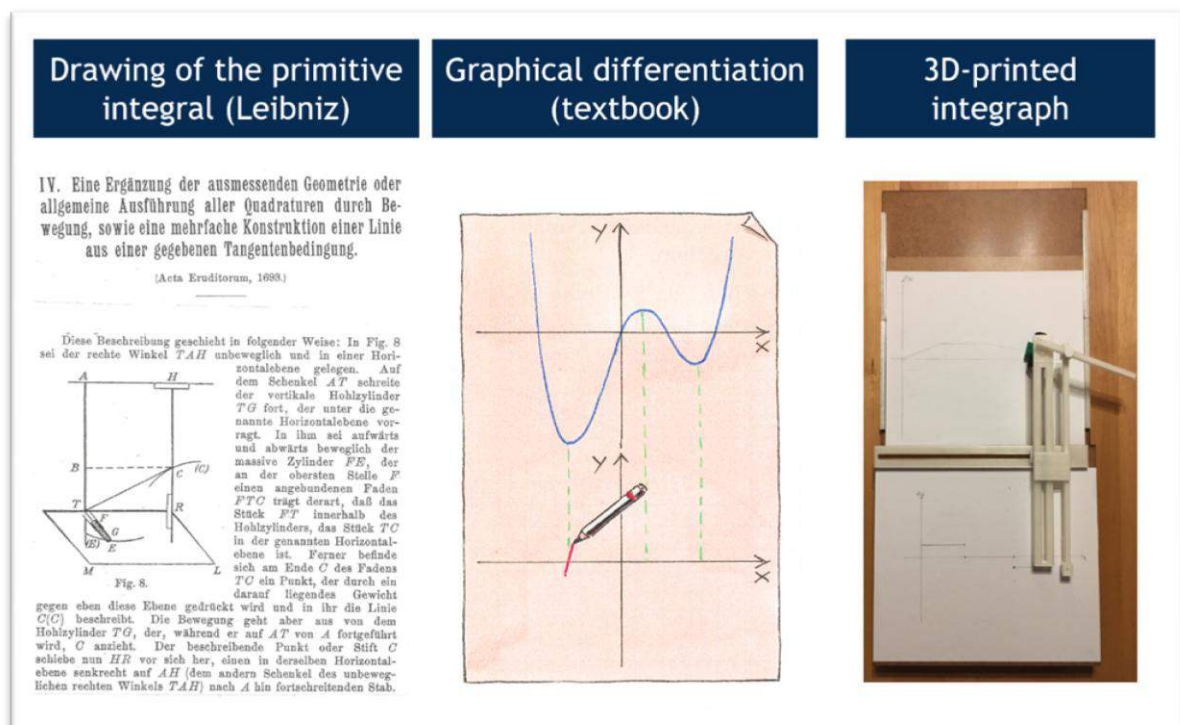 Drawing of the primitive
integral (Leibniz)
Graphical differentiation
(textbook)
3D-printed
integraph
IV. Eine Ergänzung der ausmessenden Geometrie oder
allgemeine Ausführung aller Quadraturen durch Be-
wegung, sowie eine mehrfache Konstruktion einer Linie
aus einer gegebenen Tangentenbedingung.
(Acta Eruditorum, 1693.)
Diese Beschreibung geschieht in folgender Weise: In Fig. 8
sei der rechte Winkel TAH unbeweglich und in einer Hori-
zontalebene gelegen. Auf
dem Schenkel AT schreite
der vertikale Hohlzylinder
TG fort, der unter die ge-
nannte Horizontalebene vor-
ragt. In ihm sei aufwärts
und abwärts beweglich der
massive Zylinder FE, der
an der obersten Stelle F
einen angebundenen Faden
FTC trägt derart, daß das
Stück FT innerhalb des
Hohlzylinders, das Stück TC
in der genannten Horizontal-
ebene ist. Ferner befinde
sich am Ende C des Fadens
TC ein Punkt, der durch ein
darauf liegendes Gewicht
gegen eben diese Ebene gedrückt wird und in ihr die Linie
C(C) beschreibt. Die Bewegung geht aber aus von dem
Hohlzylinder TG, der, während er auf AT von A fortgeführt
wird, C anzieht. Der beschreibende Punkt oder Stift C
schiebe nun HR vor sich her, einen in derselben Horizontal-
ebene senkrecht auf AH (dem andern Schenkel des unbeweg-
lichen rechten Winkels TAH) nach A hin fortschreitenden Stab.
A H
B C (C)
T F R
G
(E) E
M L
Fig. 8.
Y
X
Y
X